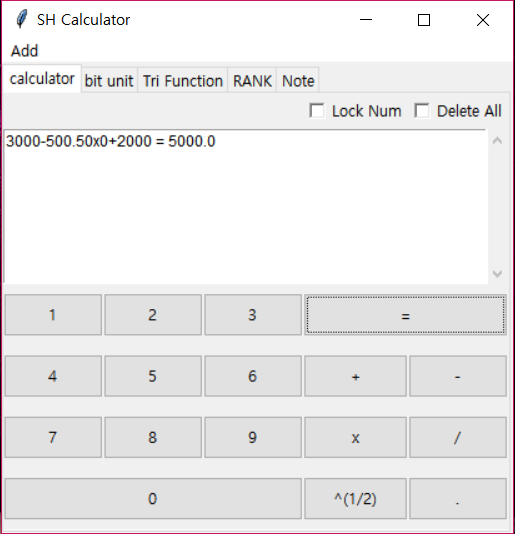 SH Calculator
Add
calculator bit unit Tri Function RANK Note
Lock Num Delete All
3000-500.50x0+2000 = 5000.0
1 2 3 =
4 5 6 + -
7 8 9 x /
0 ^(1/2) .